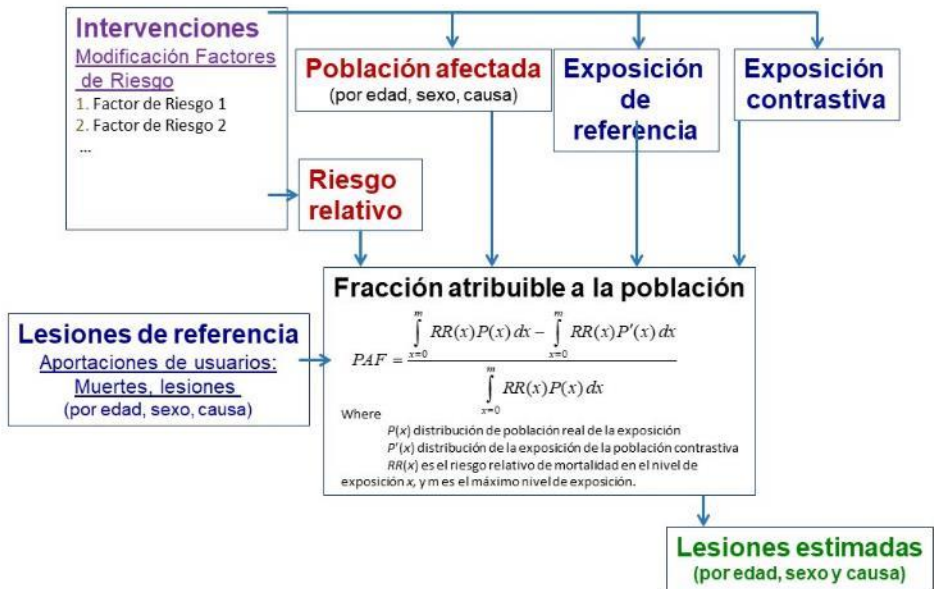 Intervenciones
Modificación Factores
de Riesgo
1. Factor de Riesgo 1
2. Factor de Riesgo 2
...
Población afectada
(por edad, sexo, causa)
Exposición
de
referencia
Exposición
contrastiva
Riesgo
relativo
Lesiones de referencia
Aportaciones de usuarios:
Muertes, lesiones
(por edad, sexo, causa)
Fracción atribuible a la población
PAF = \frac{\int_{x=0}^{m} RR(x)P(x)dx - \int_{x=0}^{m} RR(x)P'(x)dx}{\int_{x=0}^{m} RR(x)P(x)dx}
Where
P(x) distribución de población real de la exposición
P'(x) distribución de la exposición de la población contrastiva
RR(x) es el riesgo relativo de mortalidad en el nivel de
exposición x, y m es el máximo nivel de exposición.
Lesiones estimadas
(por edad, sexo y causa)